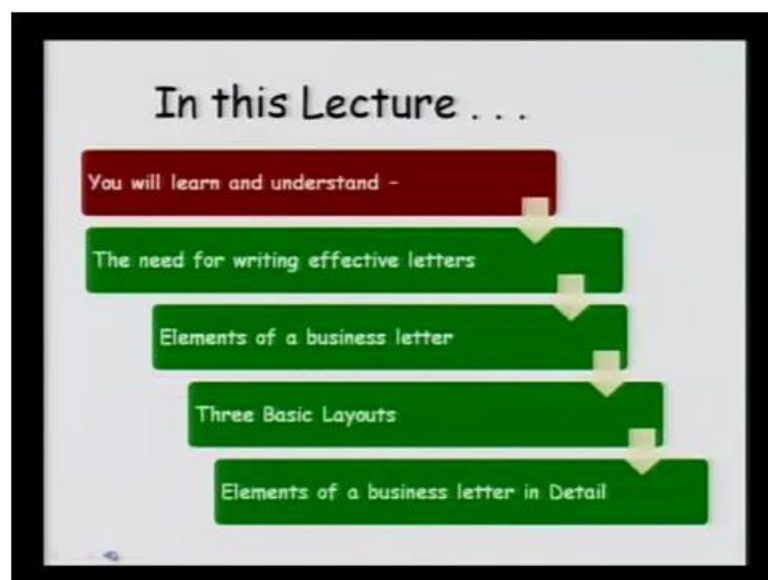 In this Lecture . . .
You will learn and understand -
The need for writing effective letters
Elements of a business letter
Three Basic Layouts
Elements of a business letter in Detail